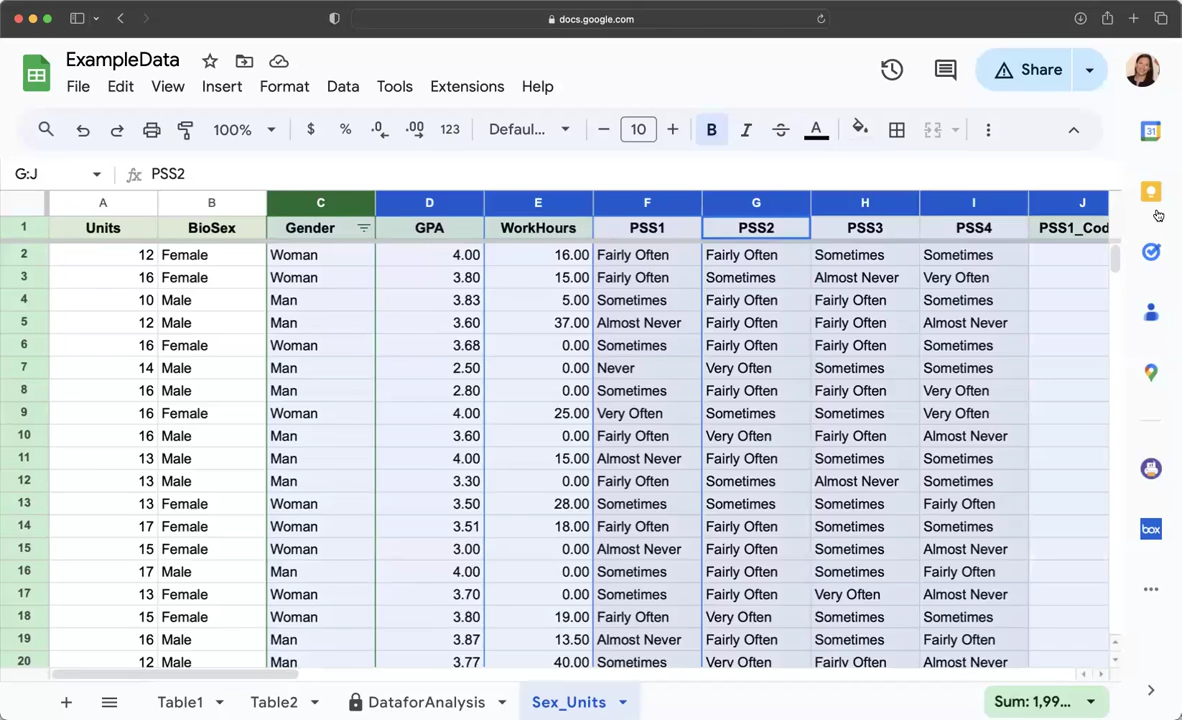 docs.google.com
ExampleData
File Edit View Insert Format Data Tools Extensions Help
Share
100% $ % .0 .00 123 Defaul... 10 B I S A
31
G:J fx PSS2
A B C D E F G H I J
1 Units BioSex Gender GPA WorkHours PSS1 PSS2 PSS3 PSS4 PSS1_Cod
2 12 Female Woman 4.00 16.00 Fairly Often Fairly Often Sometimes Sometimes
3 16 Female Woman 3.80 15.00 Fairly Often Sometimes Almost Never Very Often
4 10 Male Man 3.83 5.00 Sometimes Fairly Often Fairly Often Sometimes
5 12 Male Man 3.60 37.00 Almost Never Fairly Often Fairly Often Almost Never
6 16 Female Woman 3.68 0.00 Sometimes Fairly Often Fairly Often Sometimes
7 14 Male Man 2.50 0.00 Never Very Often Sometimes Sometimes
8 16 Male Man 2.80 0.00 Sometimes Fairly Often Fairly Often Very Often
9 16 Female Woman 4.00 25.00 Very Often Sometimes Sometimes Very Often
10 16 Male Man 3.60 0.00 Fairly Often Very Often Fairly Often Almost Never
11 13 Male Man 4.00 15.00 Almost Never Fairly Often Sometimes Sometimes
12 13 Male Man 3.30 0.00 Fairly Often Sometimes Almost Never Sometimes
13 13 Female Woman 3.50 28.00 Sometimes Sometimes Sometimes Fairly Often
14 17 Female Woman 3.51 18.00 Fairly Often Fairly Often Sometimes Sometimes
15 15 Female Woman 3.00 0.00 Almost Never Fairly Often Sometimes Almost Never
16 17 Male Man 4.00 0.00 Sometimes Fairly Often Sometimes Fairly Often
17 13 Female Woman 3.70 0.00 Sometimes Fairly Often Very Often Almost Never
18 15 Female Woman 3.80 19.00 Fairly Often Very Often Sometimes Sometimes
19 16 Male Man 3.87 13.50 Almost Never Fairly Often Sometimes Fairly Often
20 12 Male Man 3.77 40.00 Sometimes Very Often Fairly Often Almost Never
box
+ Table1 Table2 DataforAnalysis Sex_Units Sum: 1,99...